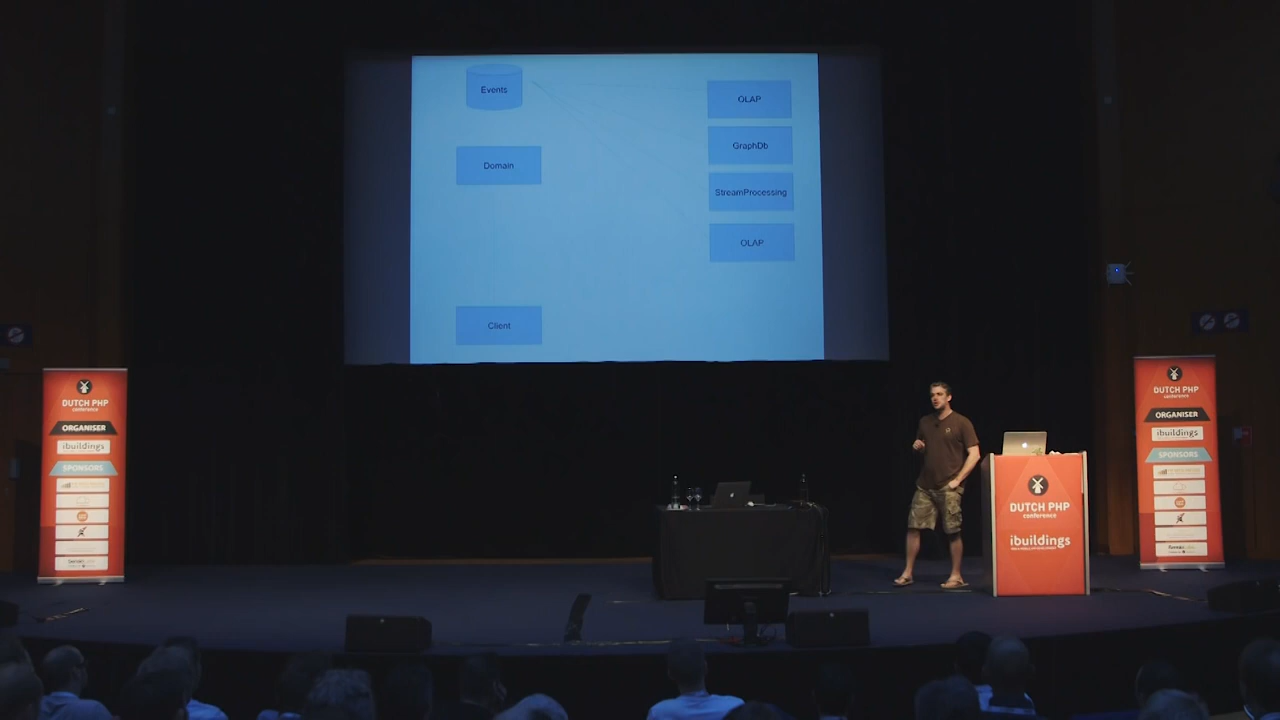 Events
Domain
Client
OLAP
GraphDb
StreamProcessing
OLAP
DUTCH PHP
conference
ORGANISER
ibuildings
SPONSORS
DUTCH PHP
conference
ibuildings
DUTCH PHP
conference
ORGANISER
ibuildings
SPONSORS